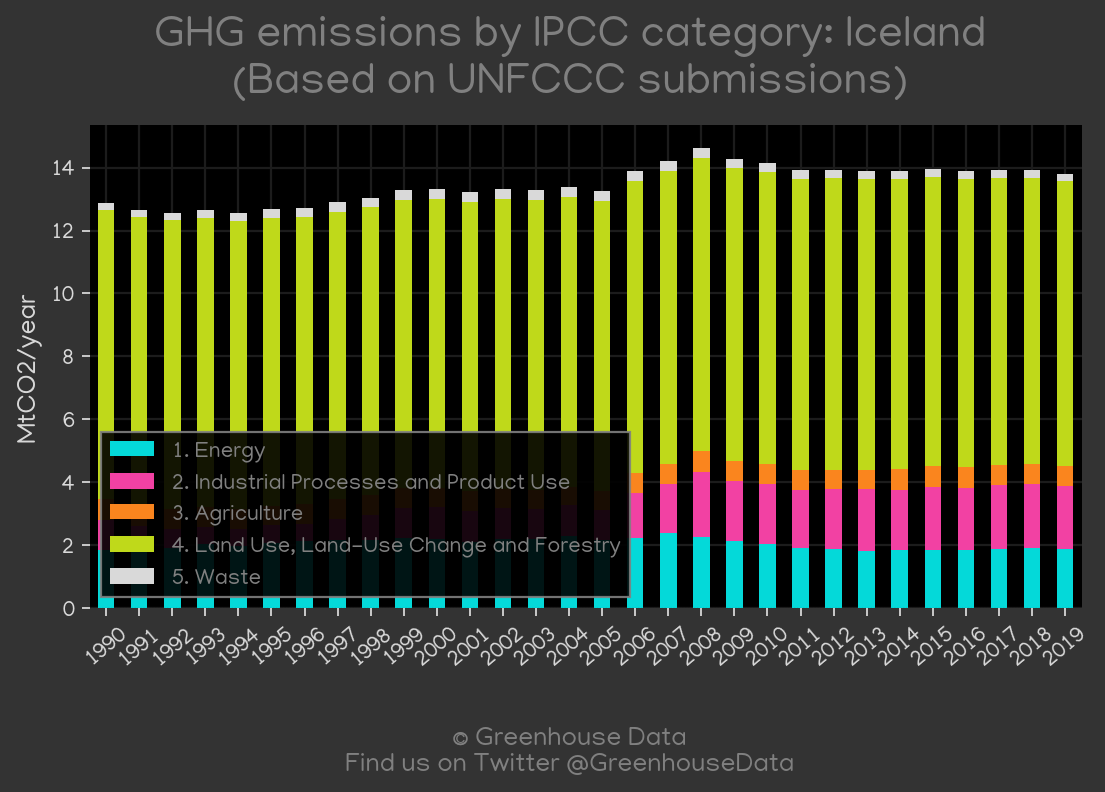 GHG emissions by IPCC category: Iceland
(Based on UNFCCC submissions)
MtCO2/year
14
12
10
8
6
4
2
0
1. Energy
2. Industrial Processes and Product Use
3. Agriculture
4. Land Use, Land-Use Change and Forestry
5. Waste
1990 1991 1992 1993 1994 1995 1996 1997 1998 1999 2000 2001 2002 2003 2004 2005 2006 2007 2008 2009 2010 2011 2012 2013 2014 2015 2016 2017 2018 2019
© Greenhouse Data
Find us on Twitter @GreenhouseData